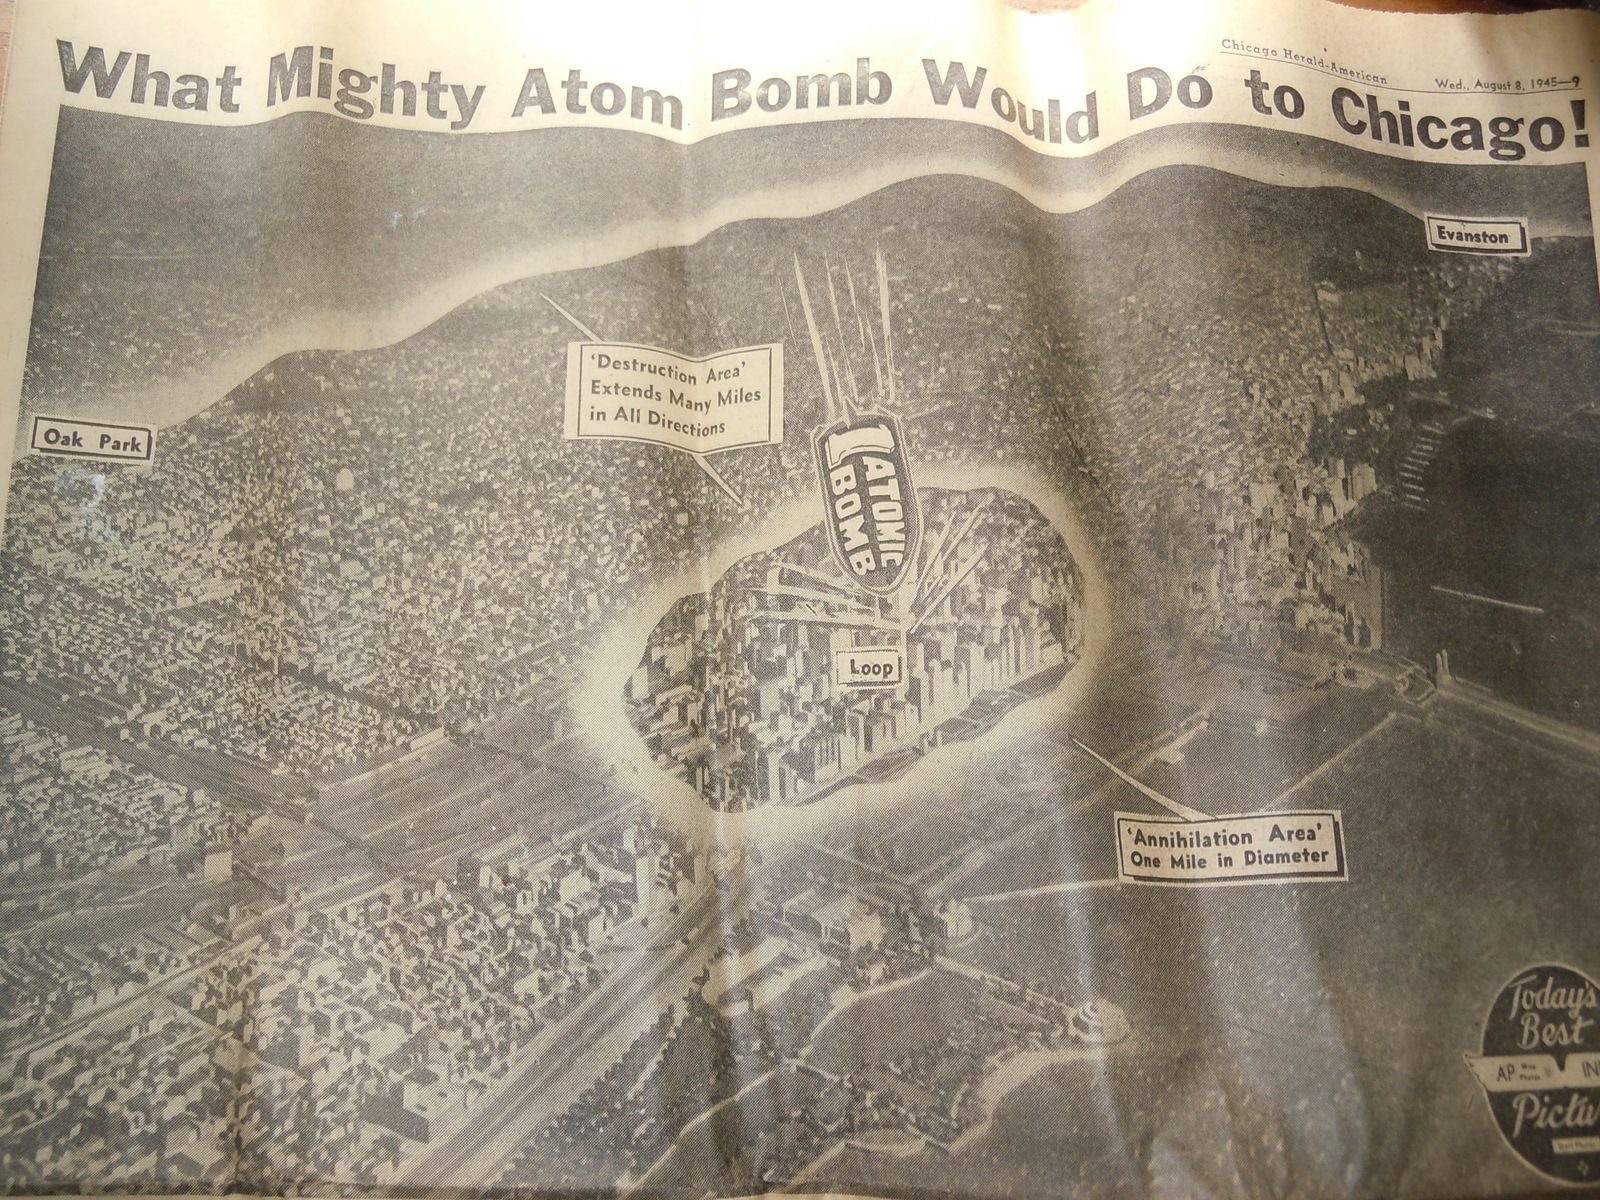 Chicago Herald-American
Wed., August 8, 1945—9
What Mighty Atom Bomb Would Do to Chicago!
Evanston
'Destruction Area'
Extends Many Miles
in All Directions
Oak Park
1 ATOMIC
BOMB
Loop
'Annihilation Area'
One Mile in Diameter
Today's
Best
AP